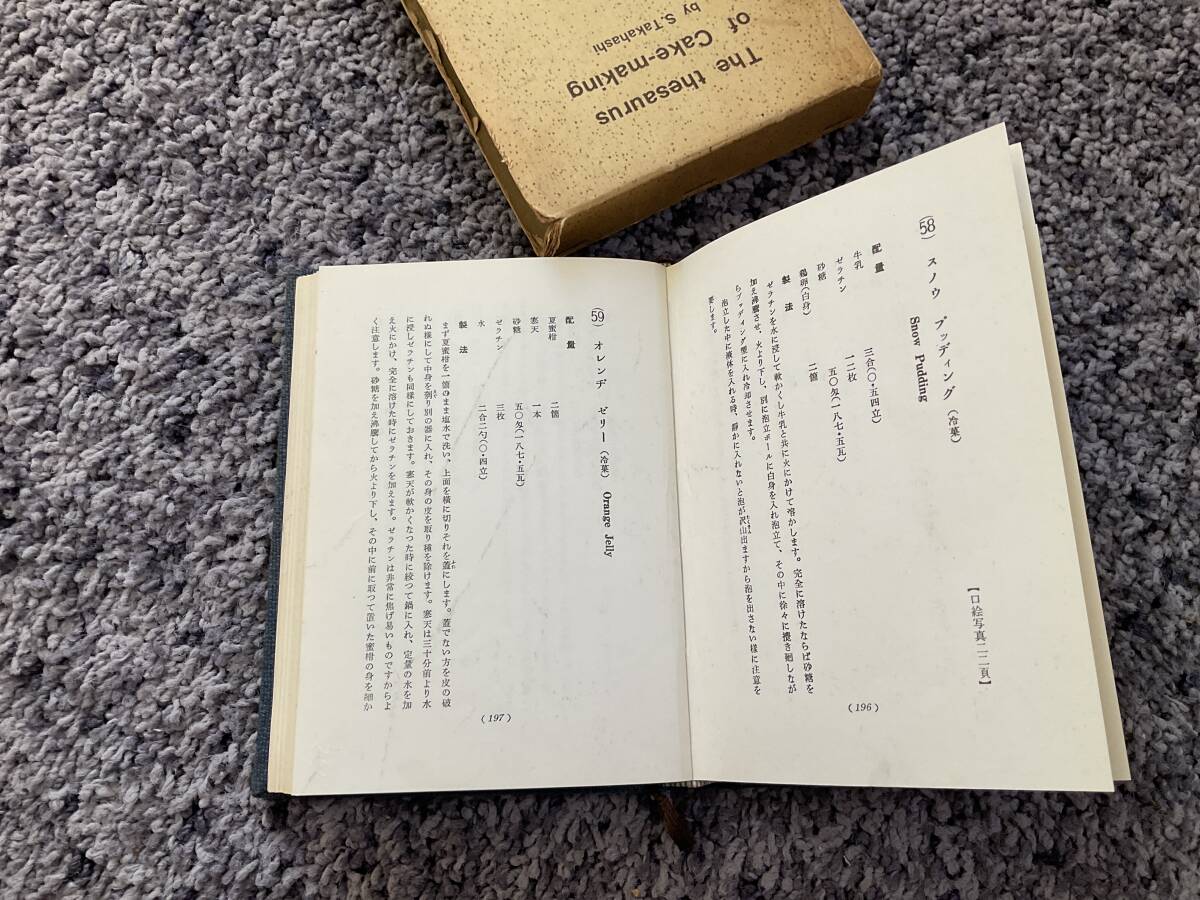 The thesaurus
of Cake-making
by S. Takahashi
【口絵写真二二頁】
(58) スノウ プッディング(冷菓)
Snow Pudding
配量
牛乳 三合(〇・五四立)
ゼラチン 一二枚
砂糖 五〇匁(一八七・五瓦)
鶏卵(白身) 二箇
製法
ゼラチンを水に浸して軟かくし牛乳と共に火にかけて溶かします。完全に溶けたならば砂糖を
加え沸騰させ、火より下し、別に泡立ボールに白身を入れ泡立て、その中に徐々に攪き廻しなが
らプッディング型に入れ冷却させます。
泡立した中に液体を入れる時、静かに入れないと泡が沢山出ますから泡を出さない様に注意を
要します。
(196)
(59) オレンヂ ゼリー(冷菓) Orange Jelly
配量
夏蜜柑 二箇
寒天 一本
砂糖 五〇匁(一八七・五瓦)
ゼラチン 三枚
水 二合二勺(〇・四立)
製法
まず夏蜜柑を一箇のまま塩水で洗い、上面を横に切りそれを蓋にします。蓋でない方を皮の破
れぬ様にして中身を刳り別の器に入れ、その身の皮を取り種を除けます。寒天は三十分前より水
に浸しゼラチンも同様にしておきます。寒天が軟かくなつた時に絞つて鍋に入れ、定量の水を加
え火にかけ、完全に溶けた時にゼラチンを加えます。ゼラチンは非常に焦げ易いものですからよ
く注意します。砂糖を加え沸騰してから火より下し、その中に前に取つて置いた蜜柑の身を細か
(197)